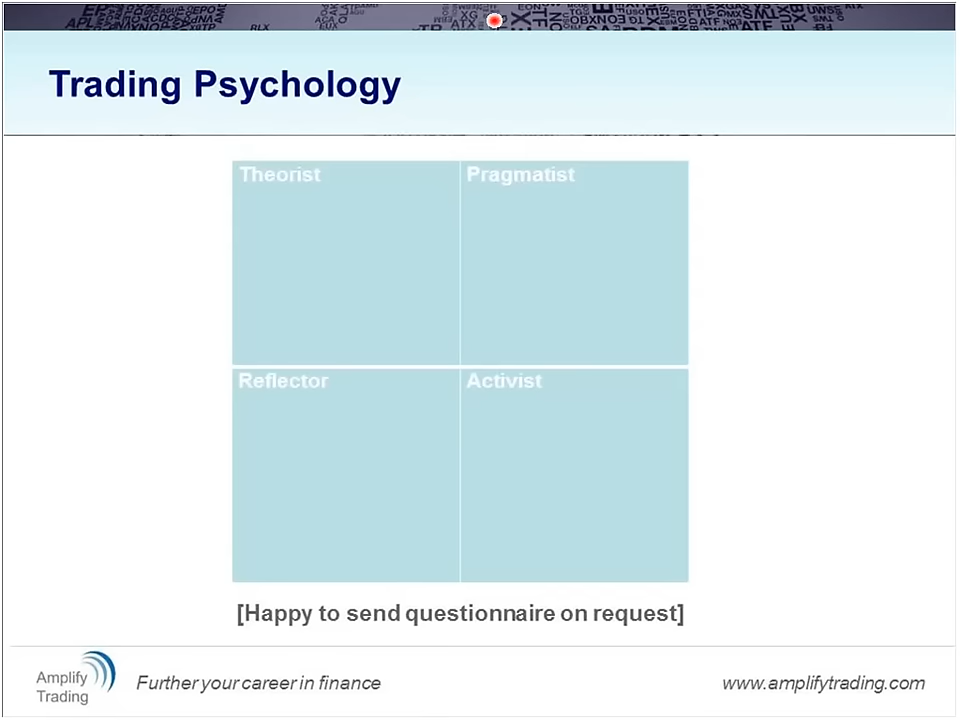 Trading Psychology
Theorist
Pragmatist
Reflector
Activist
[Happy to send questionnaire on request]
Amplify
Trading
Further your career in finance
www.amplifytrading.com